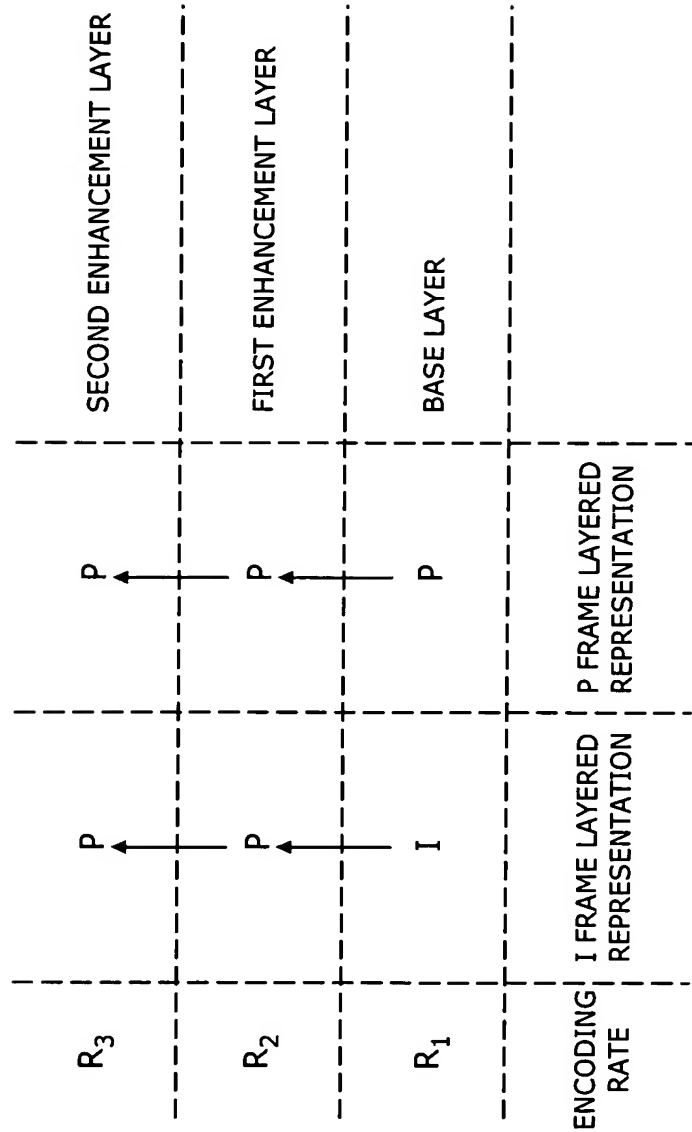 R3 P P SECOND ENHANCEMENT LAYER
R2 P P FIRST ENHANCEMENT LAYER
R1 I P BASE LAYER
ENCODING I FRAME LAYERED P FRAME LAYERED
RATE REPRESENTATION REPRESENTATION